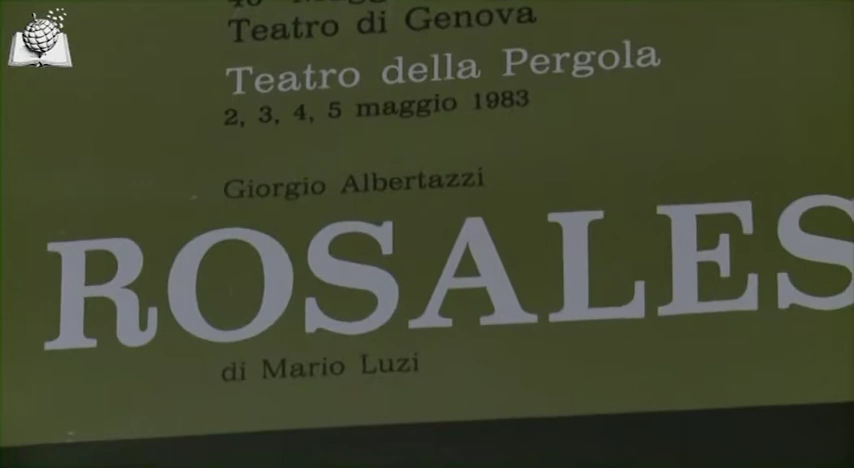 Teatro di Genova
Teatro della Pergola
2, 3, 4, 5 maggio 1983
Giorgio Albertazzi
ROSALES
di Mario Luzi